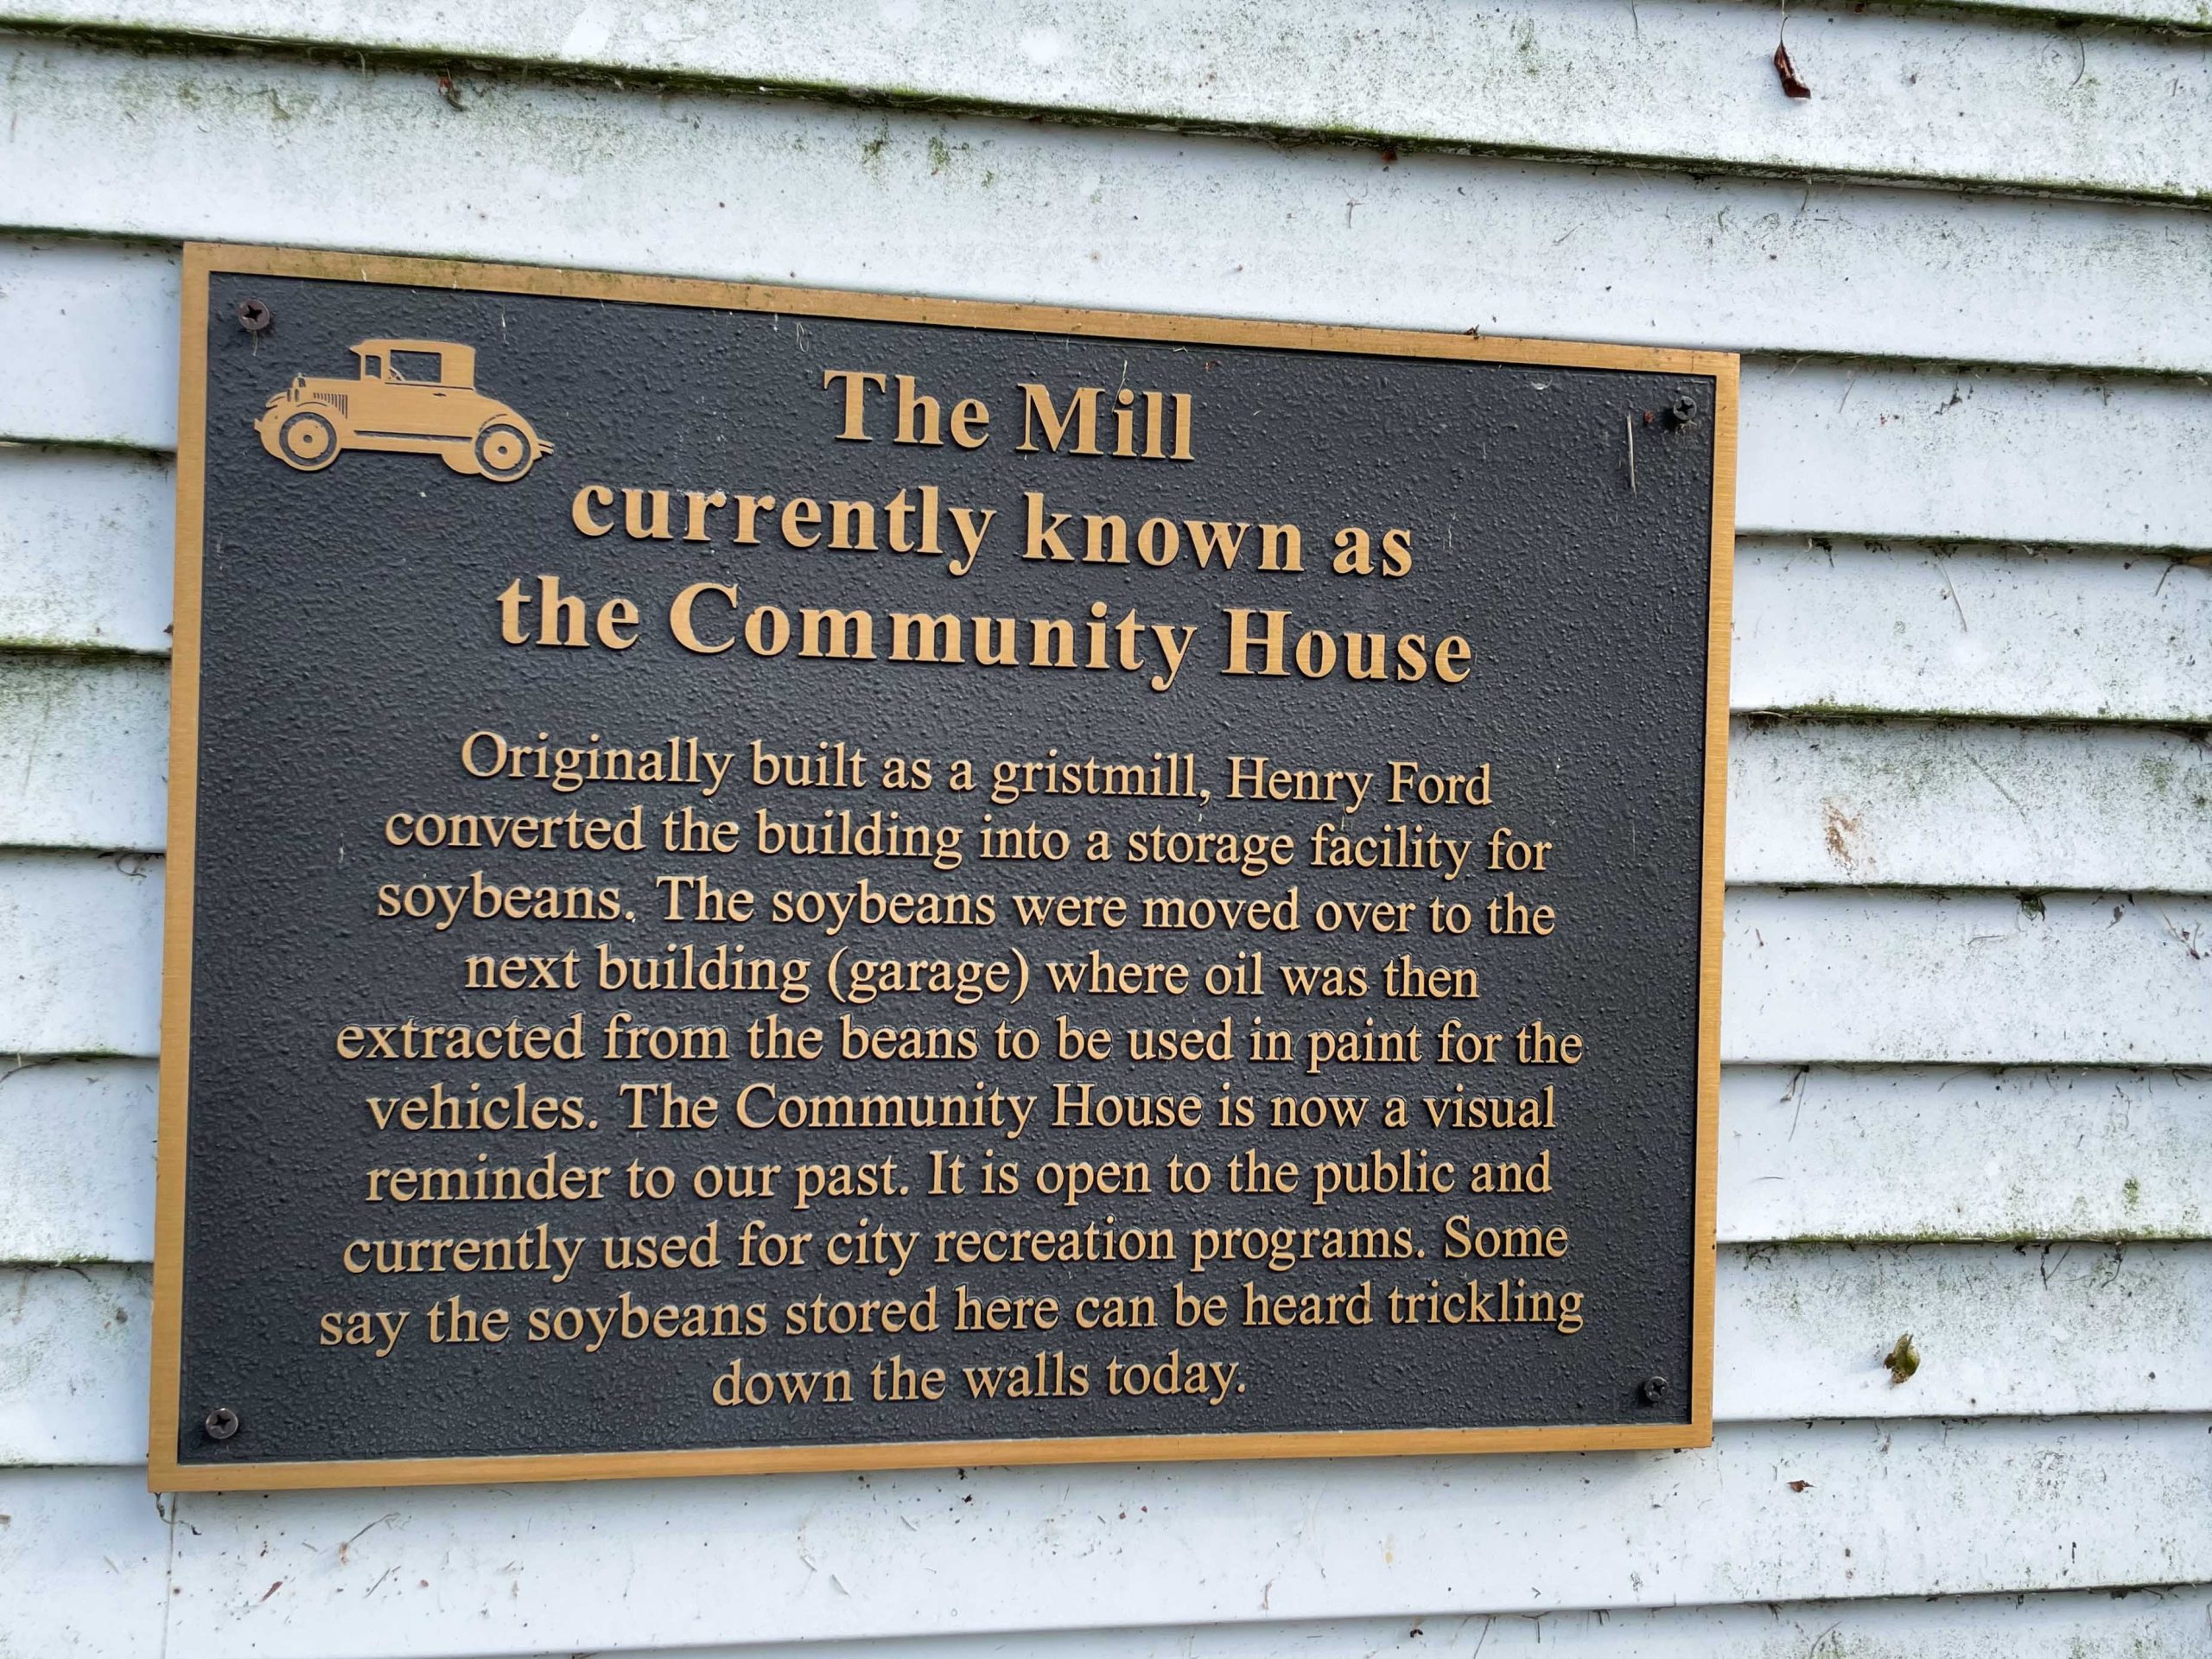 The Mill
currently known as
the Community House
Originally built as a gristmill, Henry Ford
converted the building into a storage facility for
soybeans. The soybeans were moved over to the
next building (garage) where oil was then
extracted from the beans to be used in paint for the
vehicles. The Community House is now a visual
reminder to our past. It is open to the public and
currently used for city recreation programs. Some
say the soybeans stored here can be heard trickling
down the walls today.